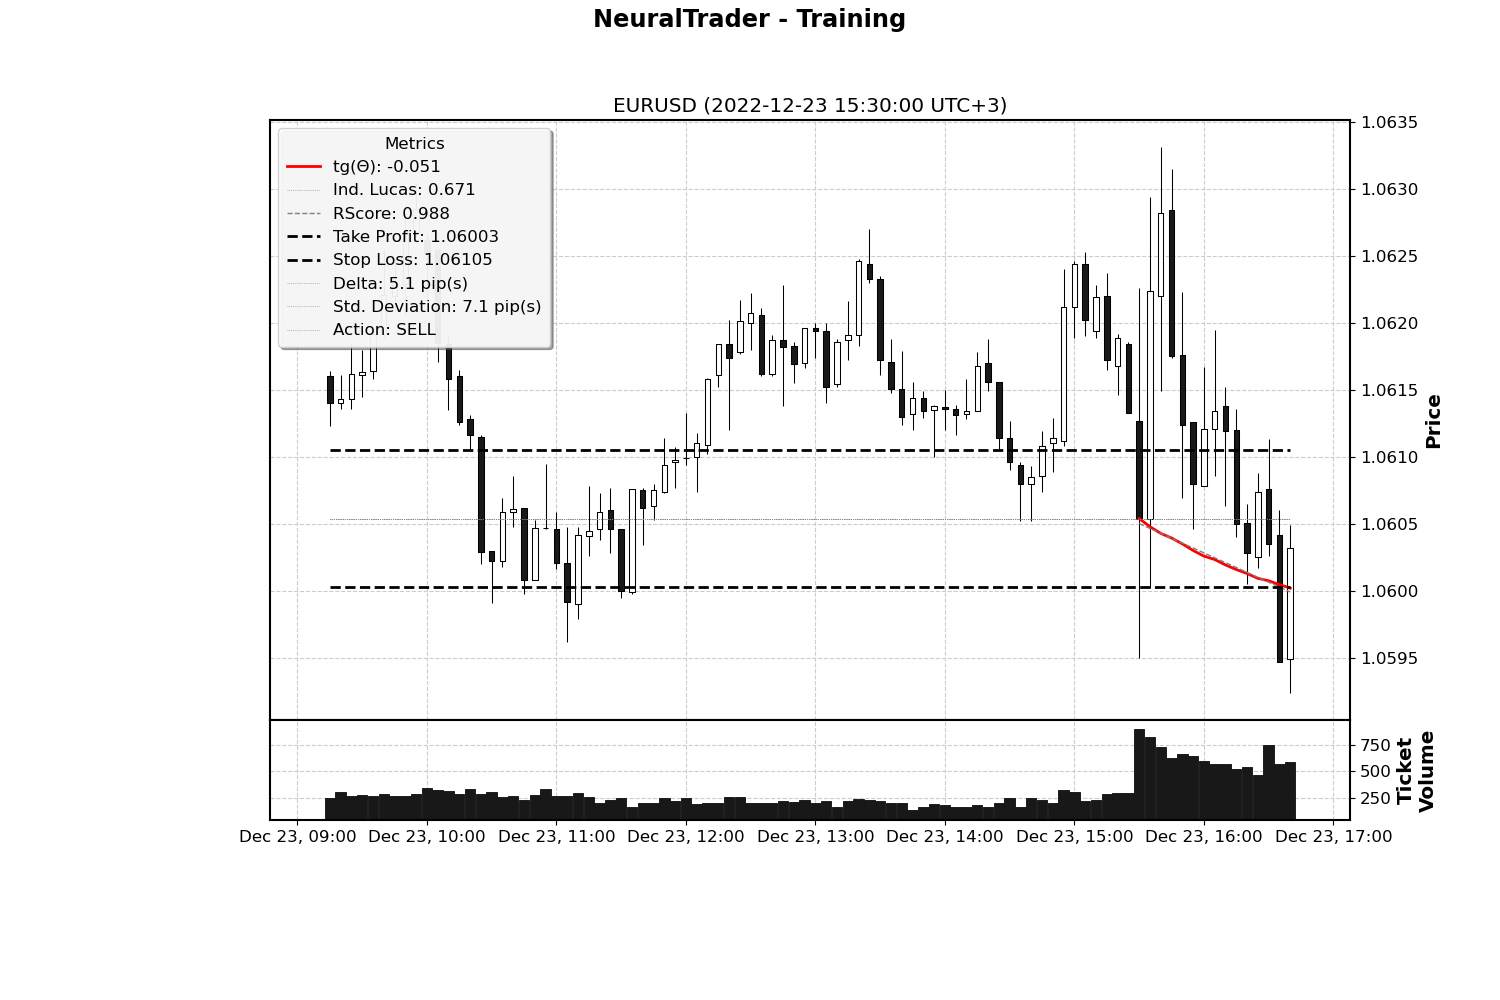 NeuralTrader - Training
EURUSD (2022-12-23 15:30:00 UTC+3)
Metrics
tg(Θ): -0.051
Ind. Lucas: 0.671
RScore: 0.988
Take Profit: 1.06003
Stop Loss: 1.06105
Delta: 5.1 pip(s)
Std. Deviation: 7.1 pip(s)
Action: SELL
1.0635
1.0630
1.0625
1.0620
1.0615
1.0610
1.0605
1.0600
1.0595
Price
750
500
250
Ticket
Volume
Dec 23, 09:00 Dec 23, 10:00 Dec 23, 11:00 Dec 23, 12:00 Dec 23, 13:00 Dec 23, 14:00 Dec 23, 15:00 Dec 23, 16:00 Dec 23, 17:00